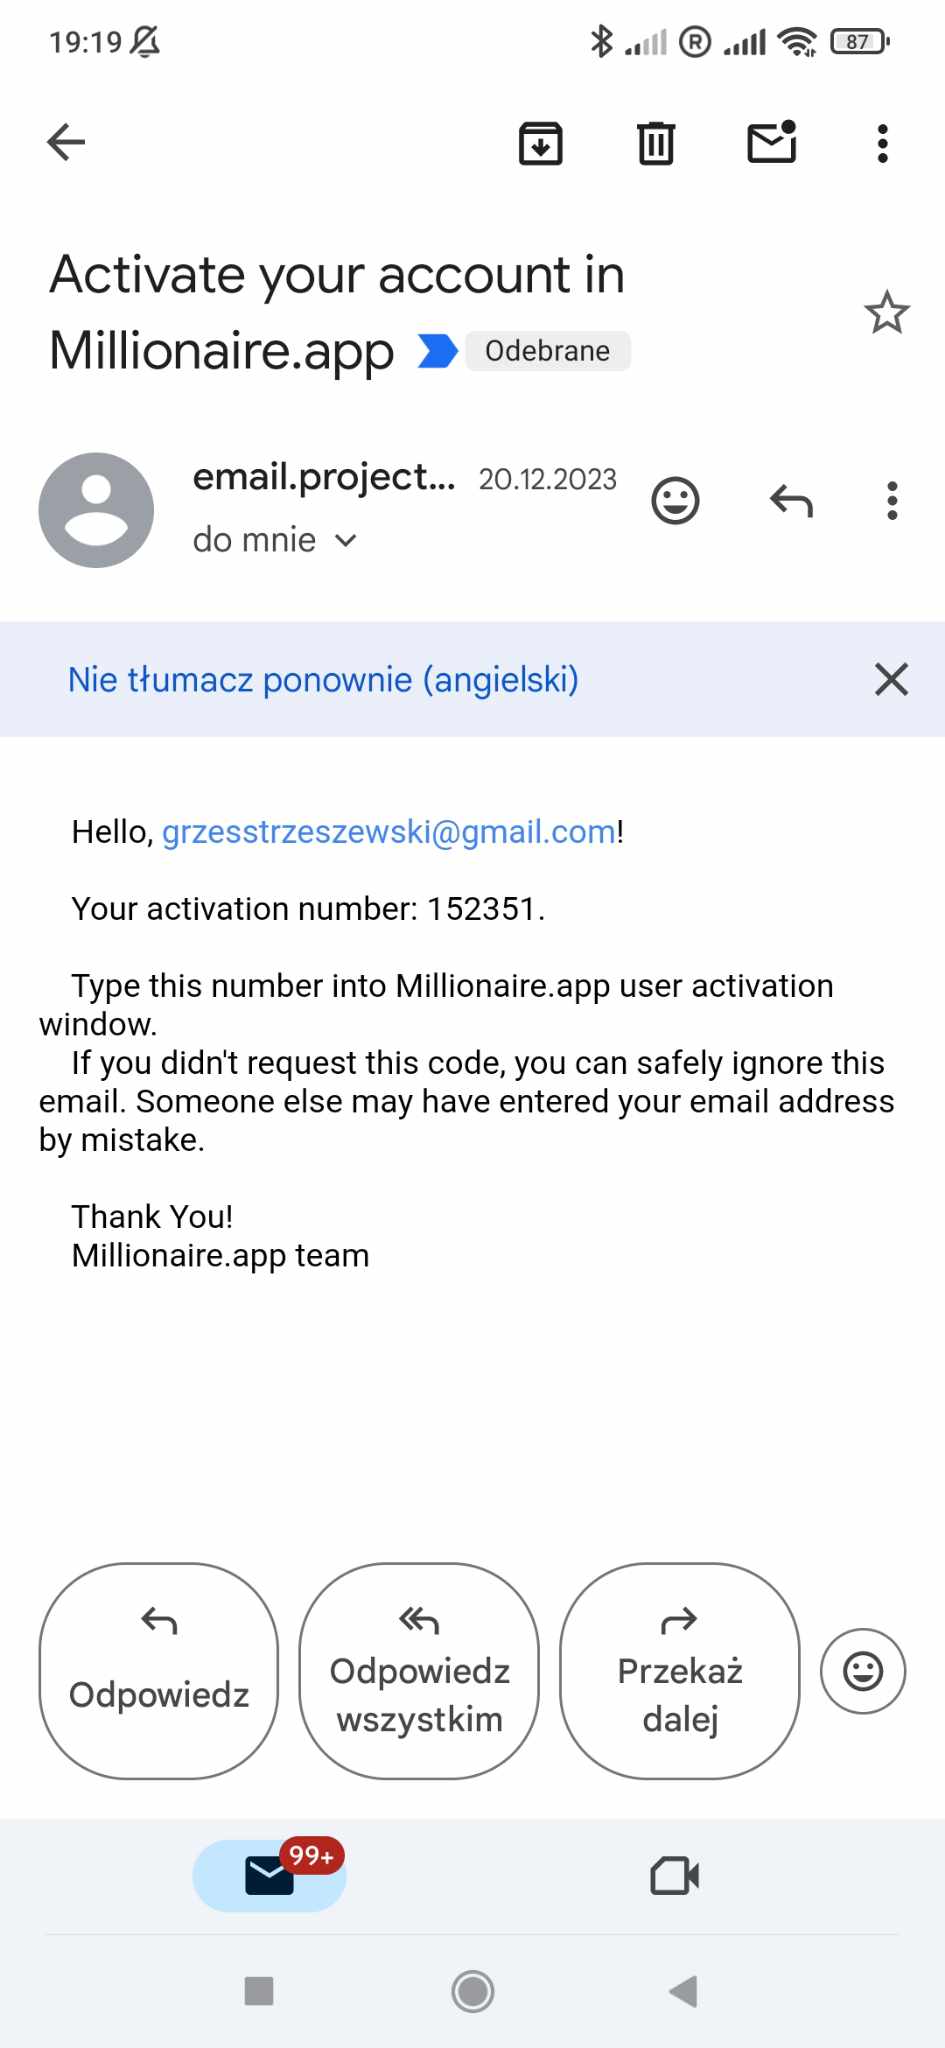 19:19
R
87
Activate your account in
Millionaire.app Odebrane
email.project... 20.12.2023
do mnie
Nie tłumacz ponownie (angielski)
Hello, grzesstrzeszewski@gmail.com!
Your activation number: 152351.
Type this number into Millionaire.app user activation
window.
If you didn't request this code, you can safely ignore this
email. Someone else may have entered your email address
by mistake.
Thank You!
Millionaire.app team
Odpowiedz
Odpowiedz
wszystkim
Przekaż
dalej
99+